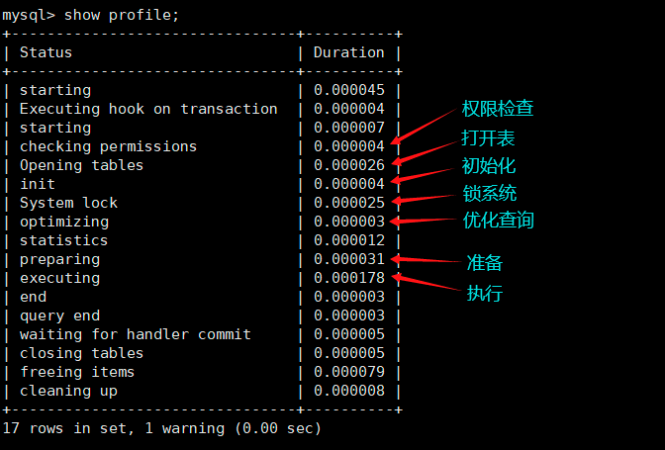 mysql> show profile;
+--------------------------------+----------+
| Status                         | Duration |
+--------------------------------+----------+
| starting                       | 0.000045 |
| Executing hook on transaction  | 0.000004 |
| starting                       | 0.000007 |
| checking permissions           | 0.000004 | 权限检查
| Opening tables                 | 0.000026 | 打开表
| init                           | 0.000004 | 初始化
| System lock                    | 0.000025 | 锁系统
| optimizing                     | 0.000003 | 优化查询
| statistics                     | 0.000012 |
| preparing                      | 0.000031 | 准备
| executing                      | 0.000178 | 执行
| end                            | 0.000003 |
| query end                      | 0.000003 |
| waiting for handler commit     | 0.000005 |
| closing tables                 | 0.000005 |
| freeing items                  | 0.000079 |
| cleaning up                    | 0.000008 |
+--------------------------------+----------+
17 rows in set, 1 warning (0.00 sec)